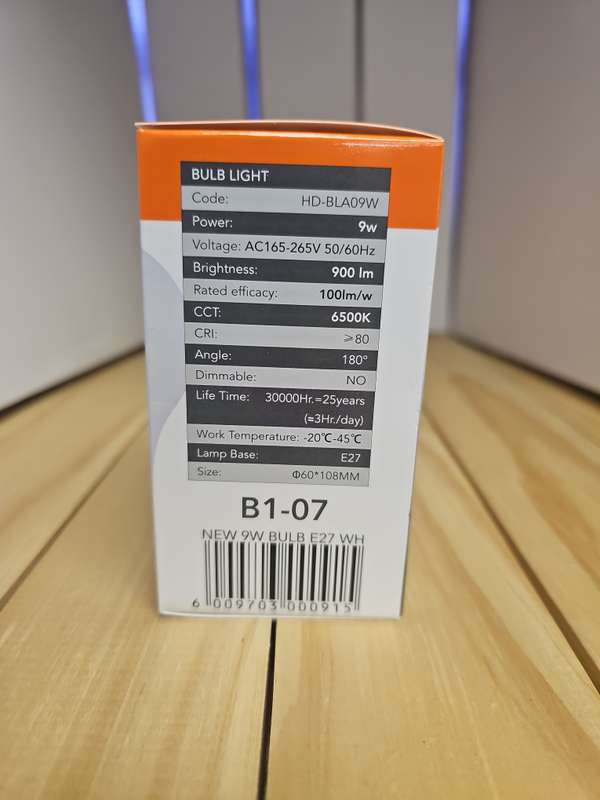 BULB LIGHT
Code: HD-BLA09W
Power: 9w
Voltage: AC165-265V 50/60Hz
Brightness: 900 lm
Rated efficacy: 100lm/w
CCT: 6500K
CRI: ≥80
Angle: 180°
Dimmable: NO
Life Time: 30000Hr.=25years
(≈3Hr./day)
Work Temperature: -20℃-45℃
Lamp Base: E27
Size: Φ60*108MM
B1-07
NEW 9W BULB E27 WH
6 009703 000915